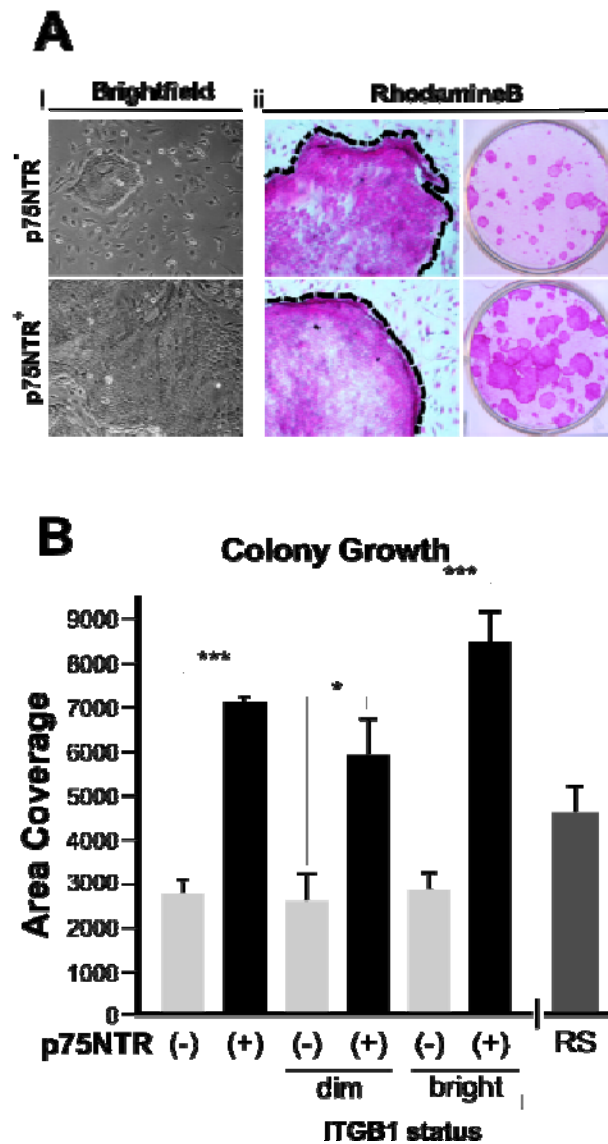 A
i Brightfield ii RhodamineB
p75NTR-
p75NTR+
B
Colony Growth
***
*** *
9000
8000
7000
6000
5000
4000
3000
2000
1000
0
Area Coverage
p75NTR (-) (+) (-) (+) (-) (+) RS
dim bright
ITGB1 status